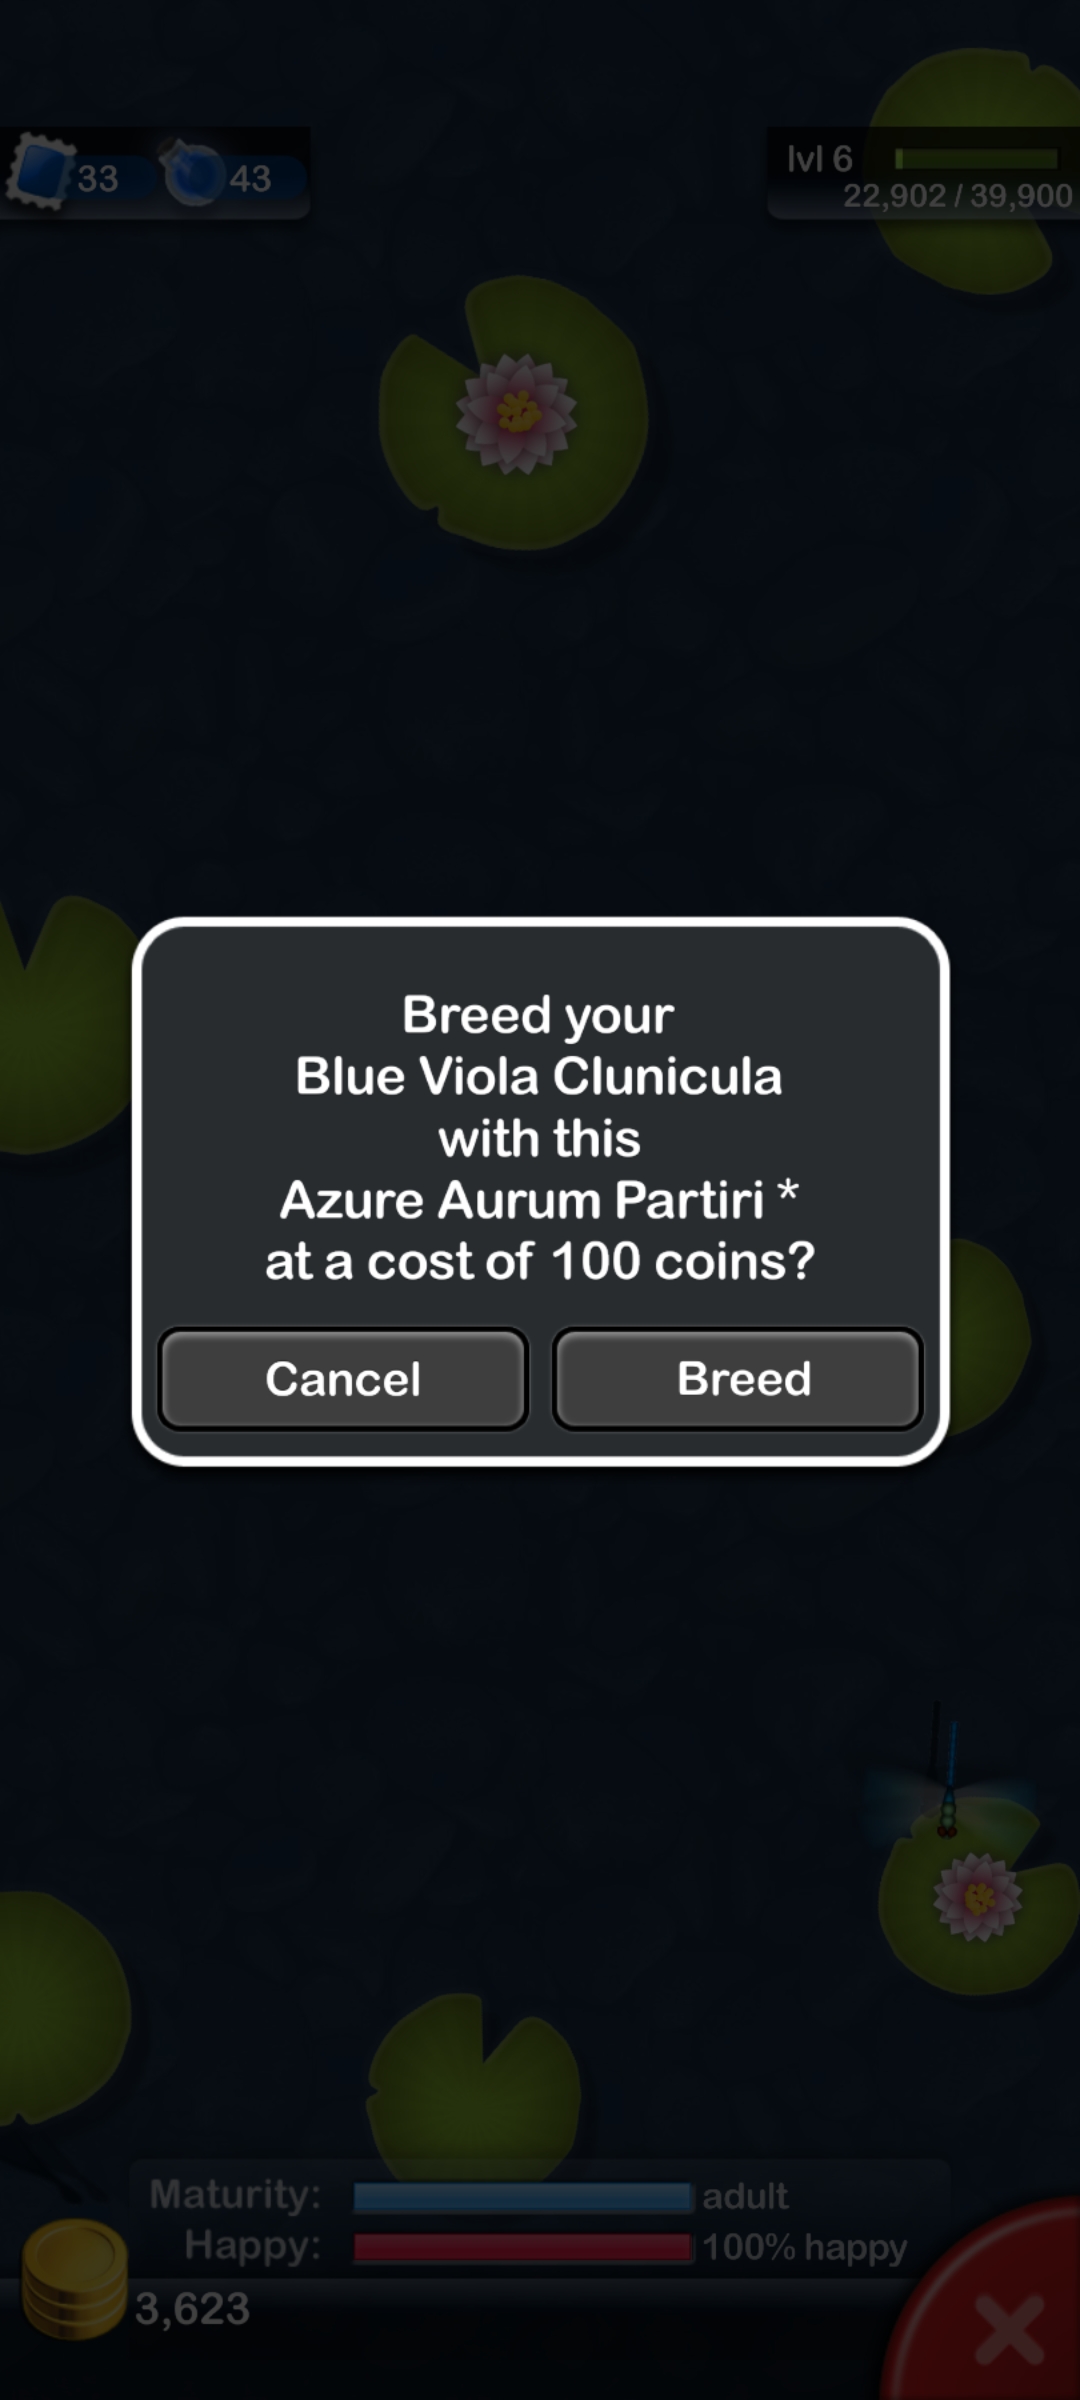 33
43
lvl 6
22,902 / 39,900
Breed your
Blue Viola Clunicula
with this
Azure Aurum Partiri *
at a cost of 100 coins?
Cancel
Breed
Maturity:
adult
Happy:
100% happy
3,623